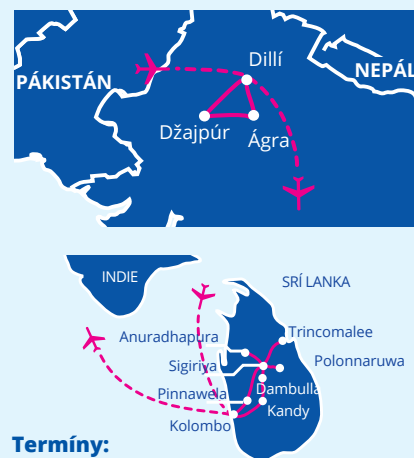 Dillí
NEPÁL
PÁKISTÁN
Džajpúr
Ágra
INDIE
SRÍ LANKA
Anuradhapura
Trincomalee
Sigiriya
Polonnaruwa
Pinnawela
Dambulla
Kandy
Kolombo
Termíny: